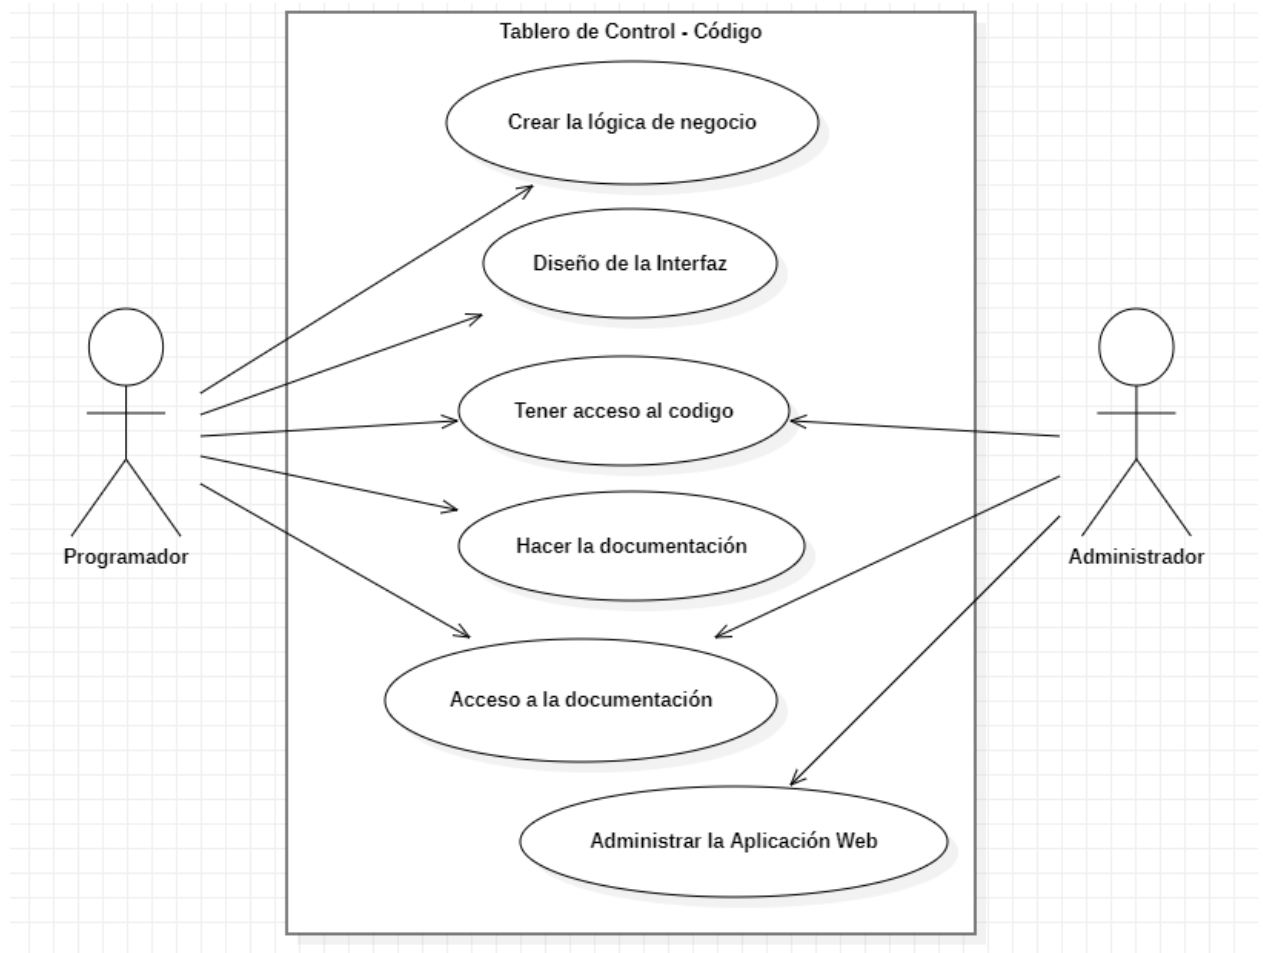 Tablero de Control - Código
Crear la lógica de negocio
Diseño de la Interfaz
Tener acceso al codigo
Hacer la documentación
Programador
Administrador
Acceso a la documentación
Administrar la Aplicación Web